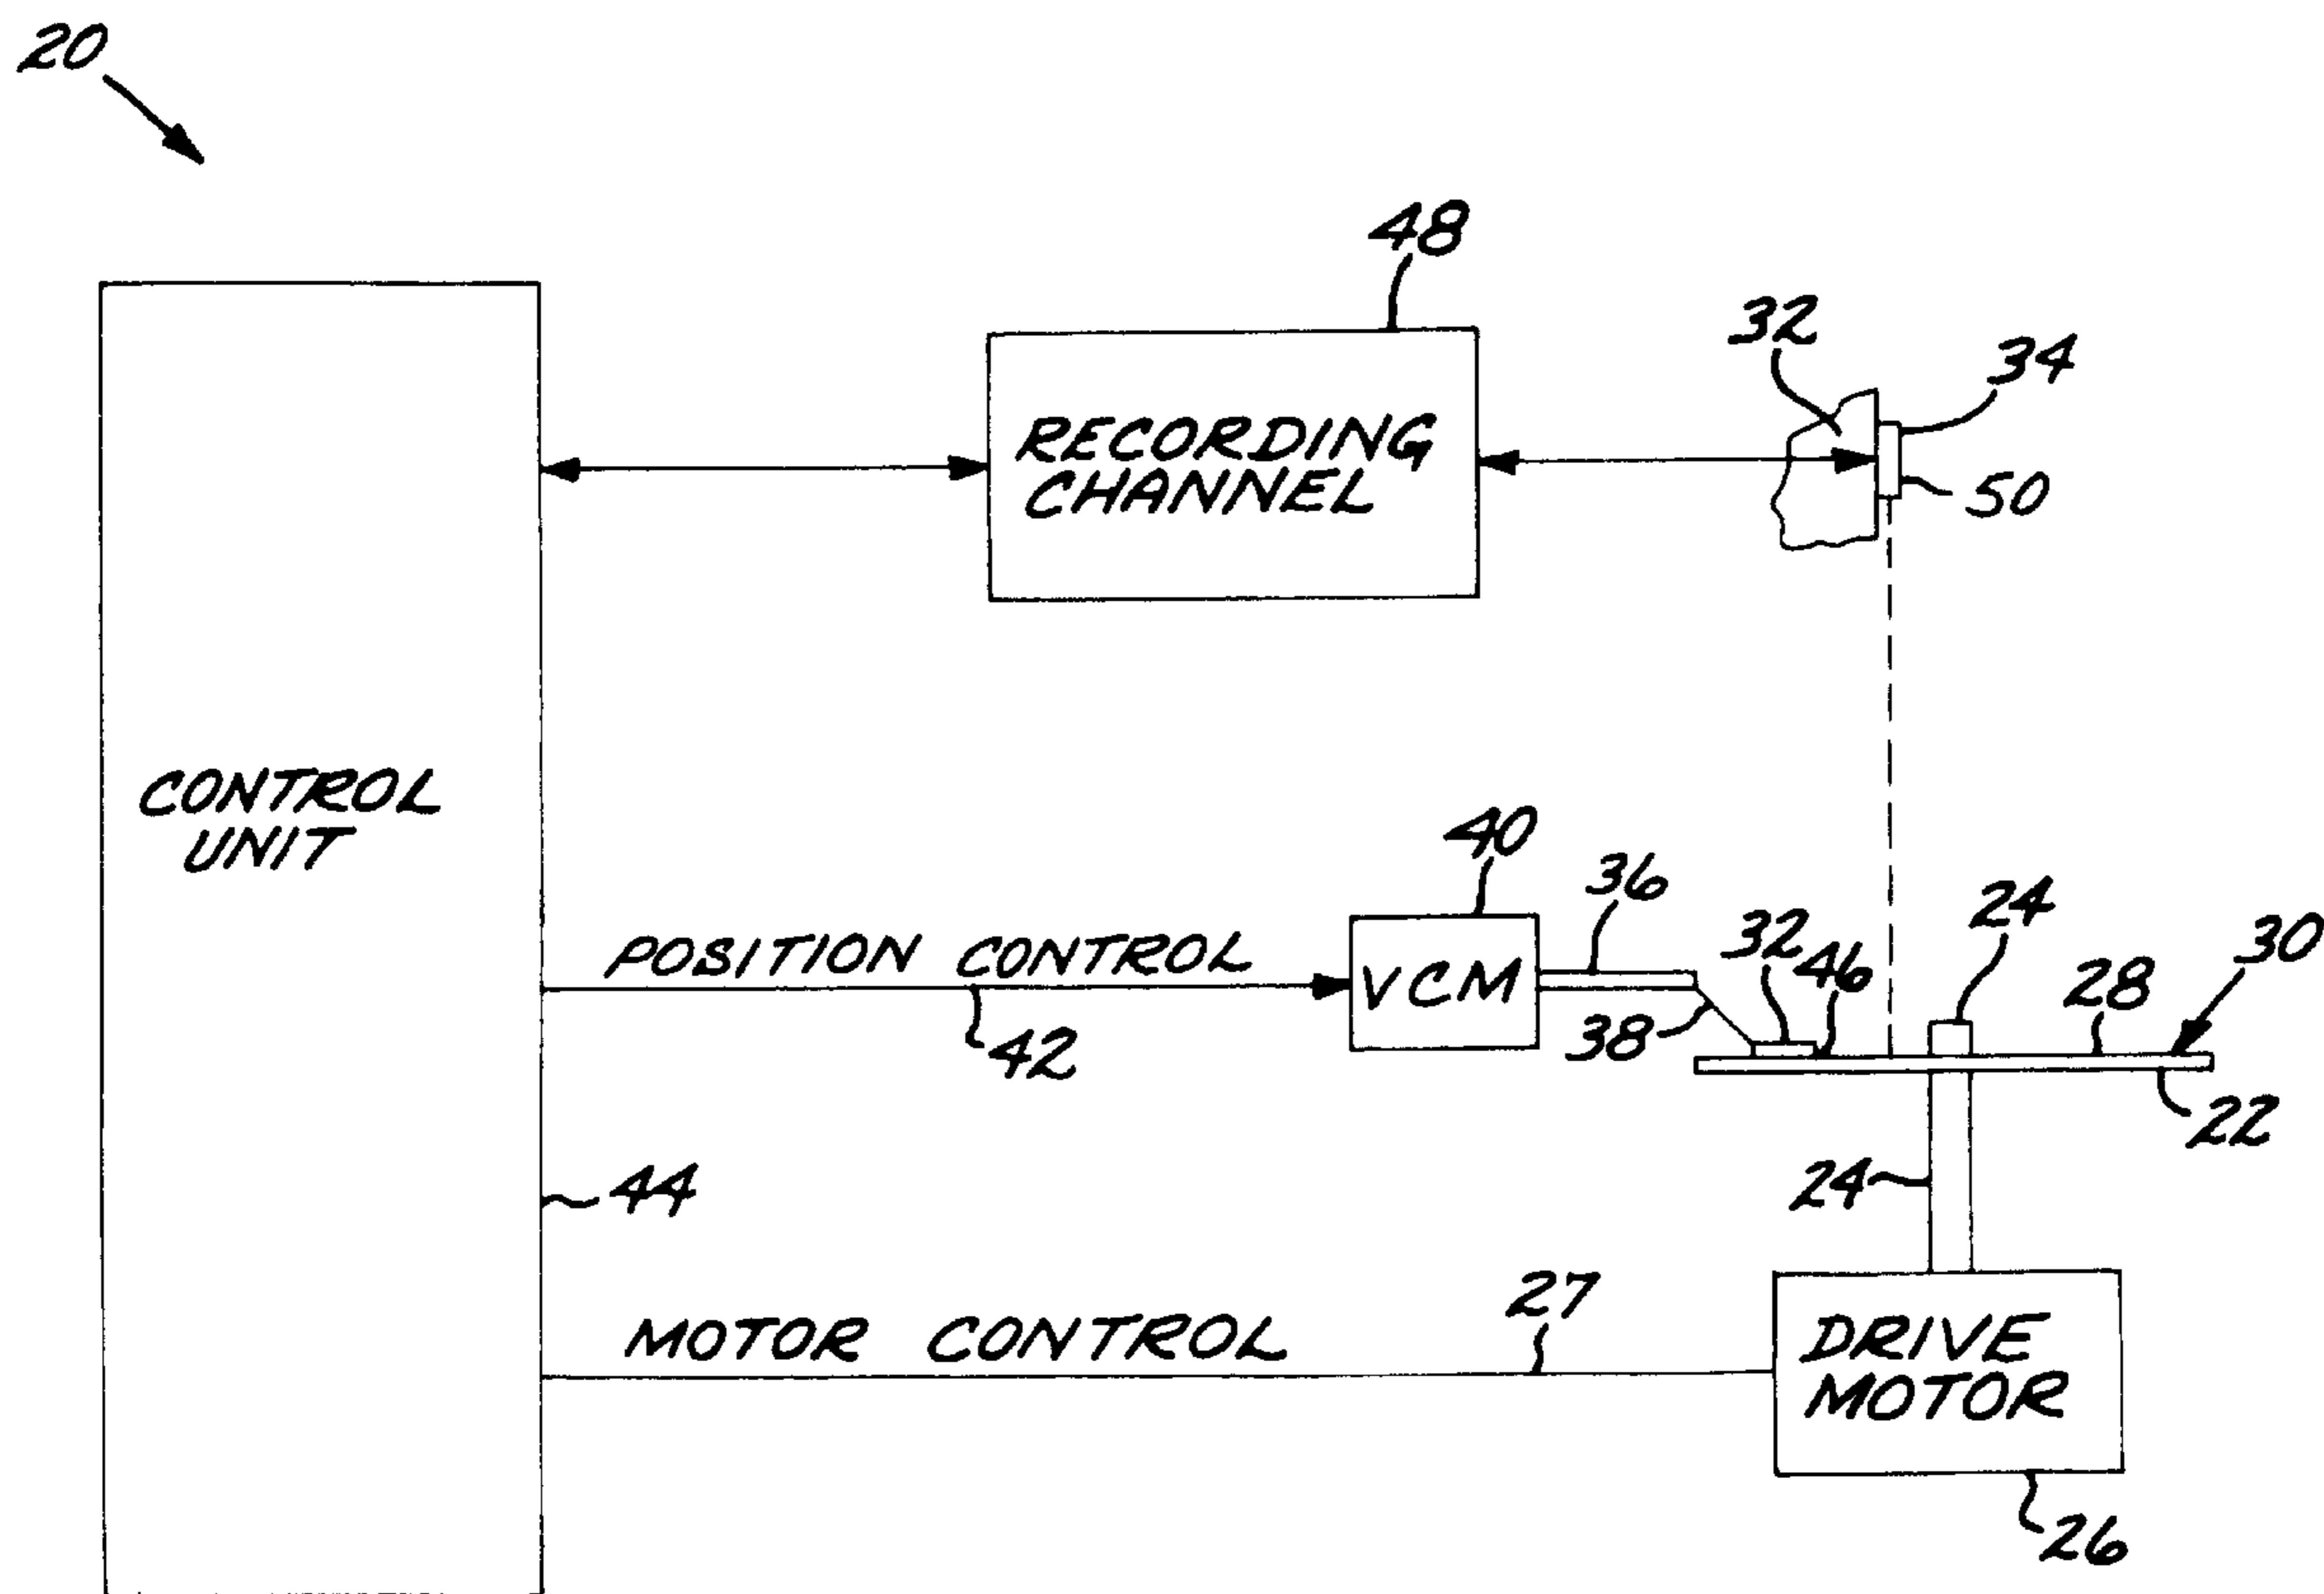 20
48
32
34
RECORDING
CHANNEL
50
CONTROL
UNIT
40
36
24
30
POSITION CONTROL
VCM
32
46
28
38
42
22
24
44
27
MOTOR CONTROL
DRIVE
MOTOR
26